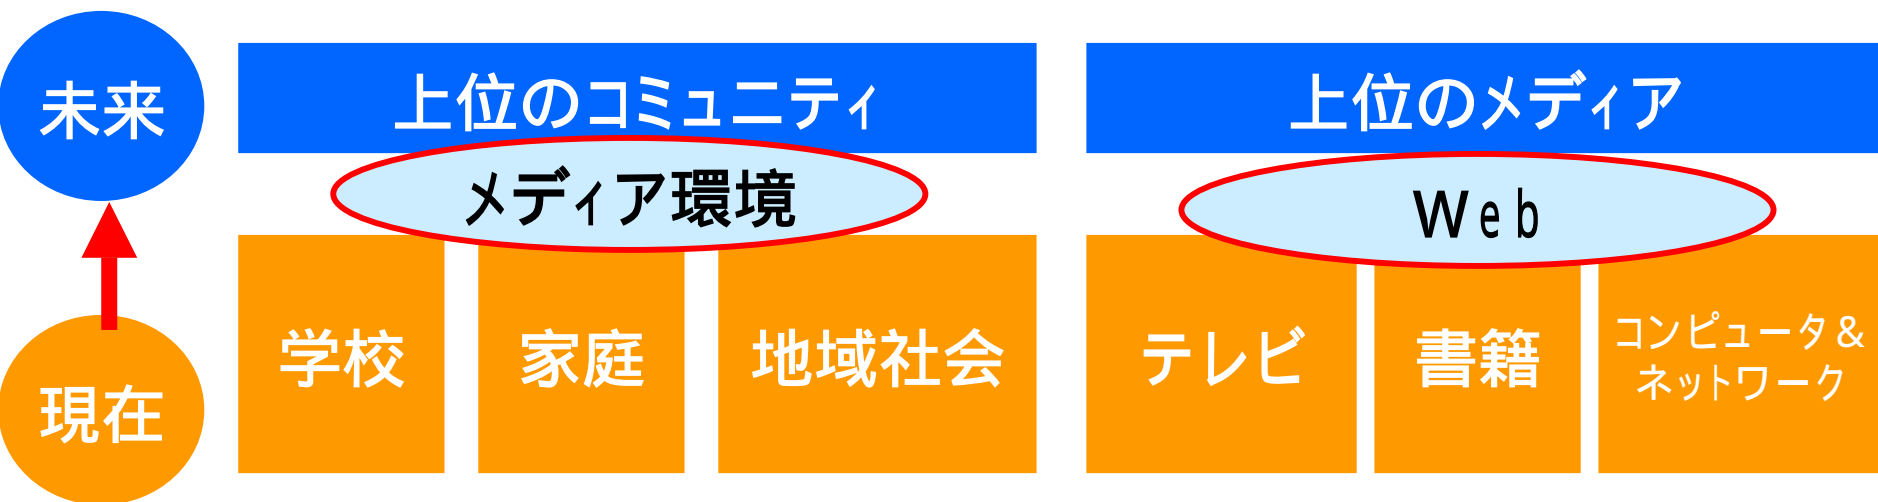 未来
上位のコミュニティ
上位のメディア
メディア環境
Web
学校
家庭
地域社会
テレビ
書籍
コンピュータ＆
ネットワーク
現在